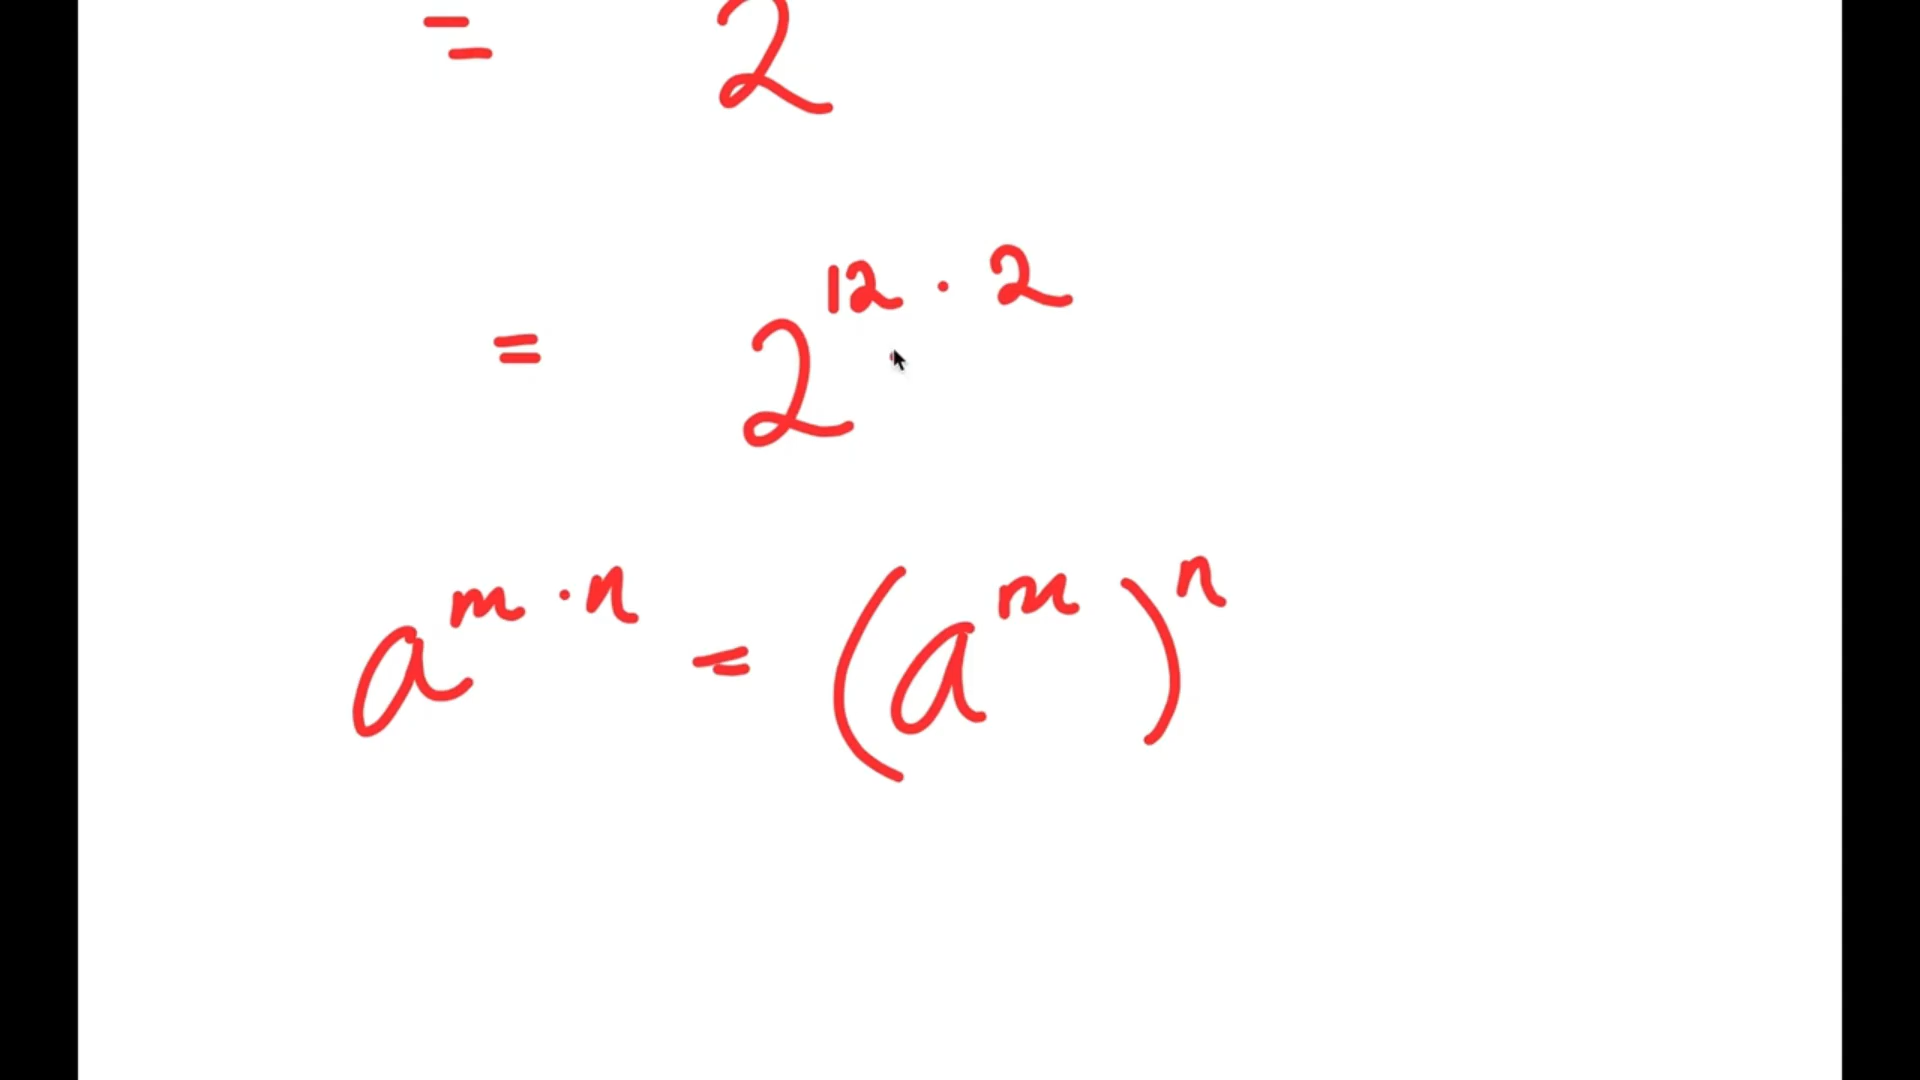 = 2
= 2^{12 · 2}
a^{m · n} = (a^m)^n